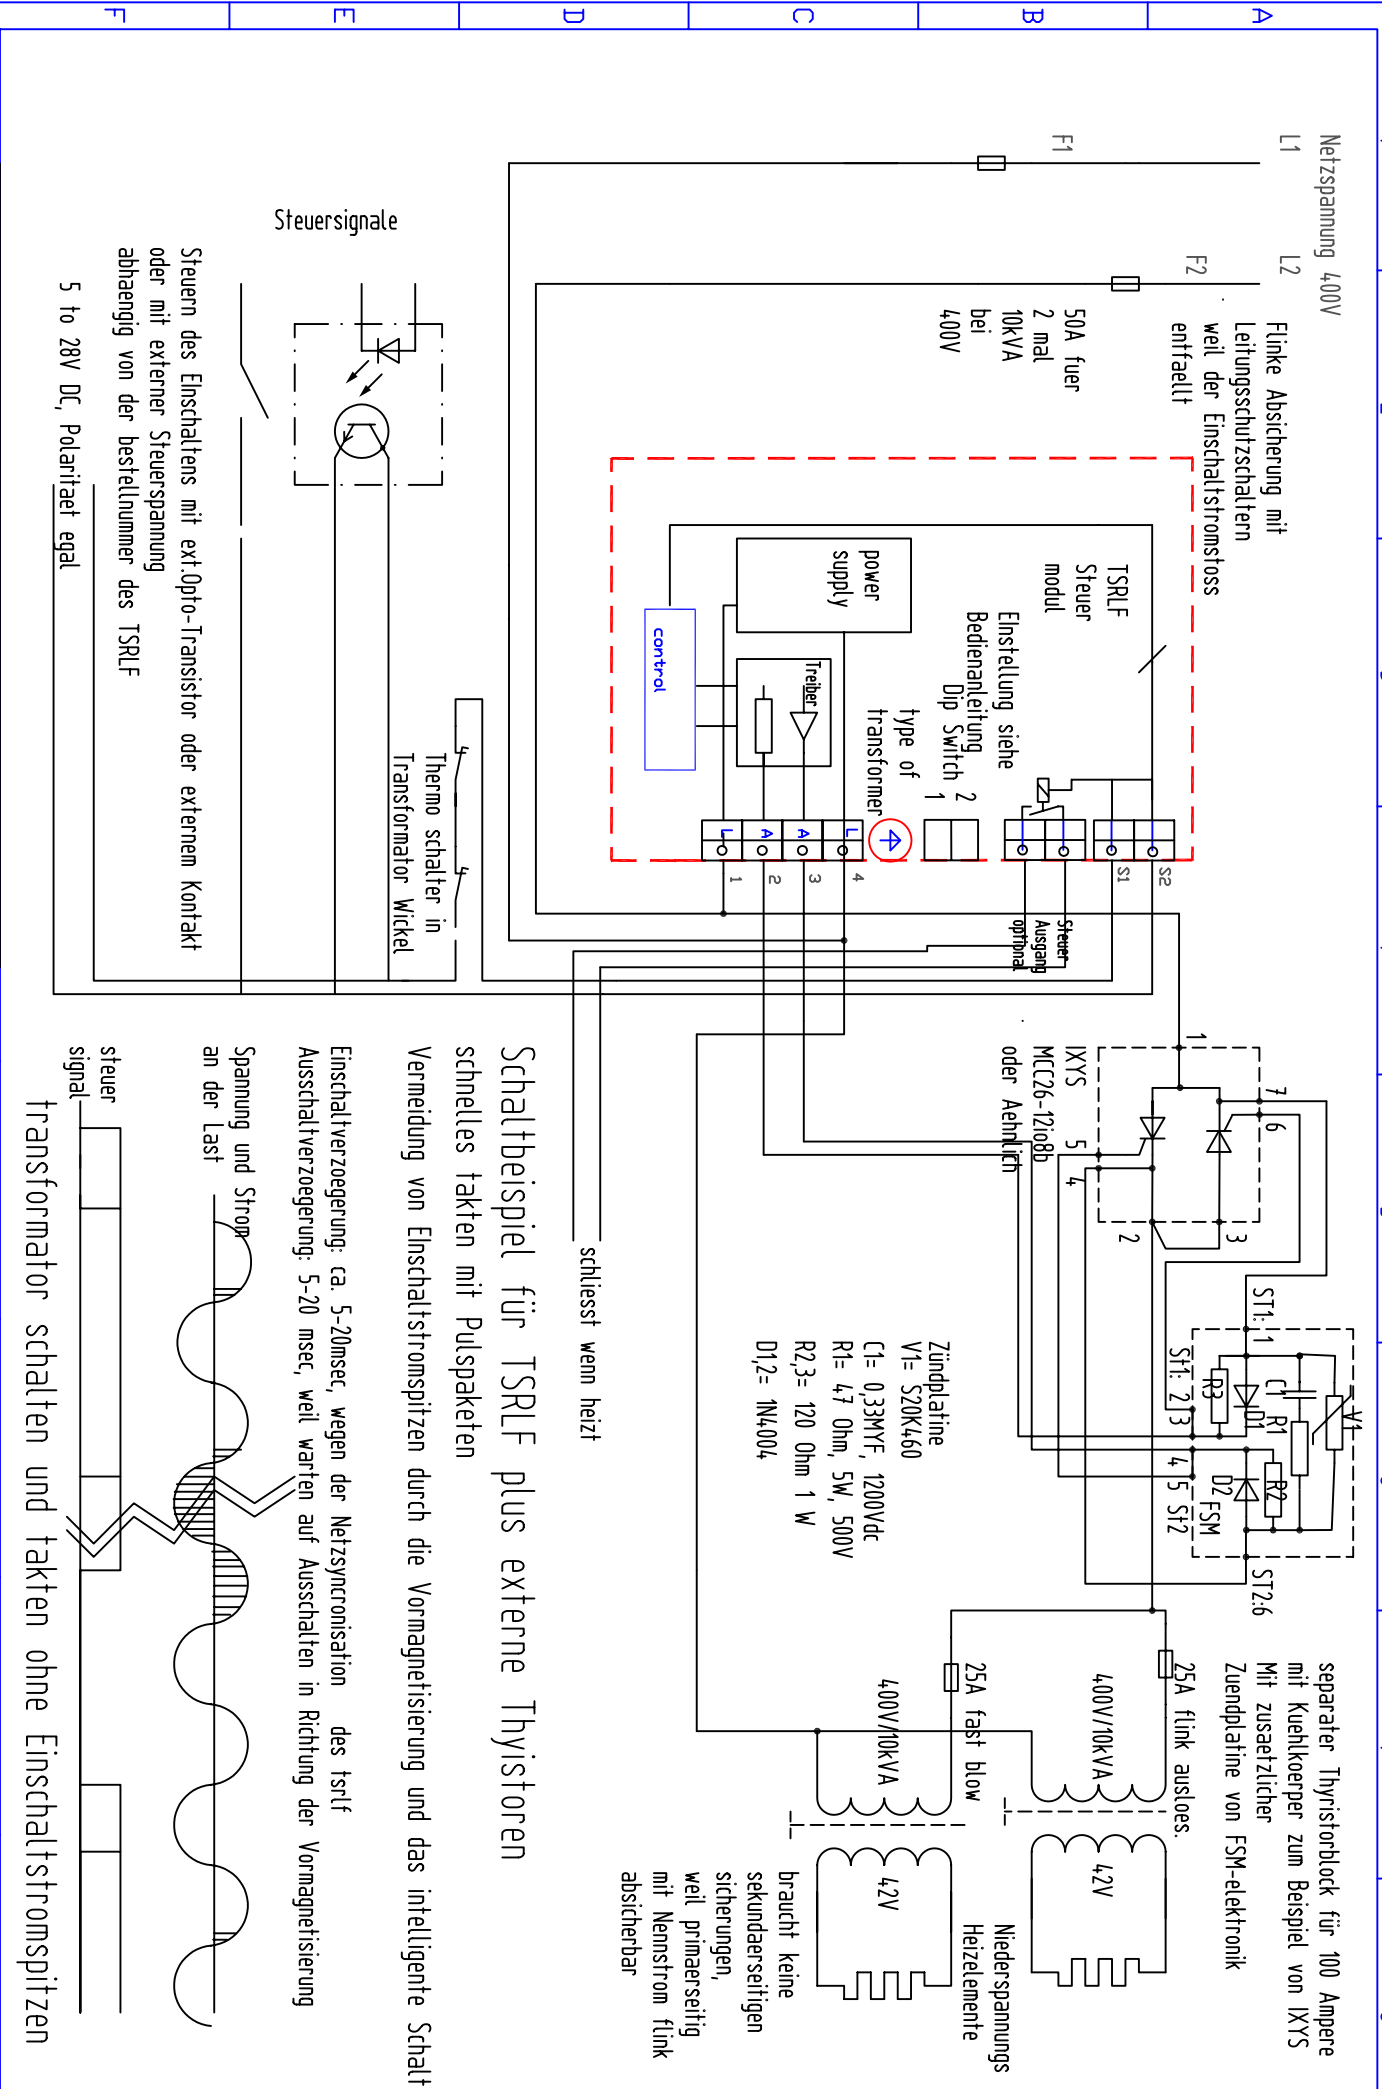 A
B
C
D
E
F
Netzspannung 400V
L1
L2
F1
F2
Flinke Absicherung mit
Leitungsschutzschaltern
weil der Einschaltstromstoss
entfaellt
50A fuer
2 mal
10kVA
bei
400V
TSRLF
Steuer
modul
EInstellung siehe
Bedienanleitung
Dip Switch
2
1
type of
transformer
power
supply
Treiber
control
S2
S1
L
A
A
L
4
3
2
1
Steuer
Ausgang
optional
Steuersignale
Thermo schalter in
Transformator Wickel
Steuern des EInschaltens mit ext.Opto-Transistor oder externem Kontakt
oder mit externer Steuerspannung
abhaengig von der bestellnummer des TSRLF
5 to 28V DC, Polaritaet egal
1
7
6
5
4
3
2
IXYS
MCC26-12io8b
oder Aehnlich
ST1: 1
St1: 2
3
4
5 St2
ST2:6
V1
C1
R1
R3
D1
R2
D2
FSM
Zündplatine
V1= S20K460
C1= 0,33MYF, 1200Vdc
R1= 47 Ohm, 5W, 500V
R2,3= 120 Ohm 1 W
D1,2= 1N4004
separater Thyristorblock für 100 Ampere
mit Kuehlkoerper zum Beispiel von IXYS
Mit zusaetzlicher
Zuendplatine von FSM-elektronik
25A flink ausloes.
400V/10kVA
42V
25A fast blow
400V/10kVA
42V
Niederspannungs
Heizelemente
braucht keine
sekundaerseitigen
sicherungen,
weil primaerseitig
mit Nennstrom flink
absicherbar
schliesst wenn heizt
Schaltbeispiel für TSRLF plus externe Thyistoren
schnelles takten mit Pulspaketen
Vermeidung von EInschaltstromspitzen durch die Vormagnetisierung und das intelligente Schalt
Einschaltverzoegerung: ca. 5-20msec, wegen der Netzsyncronisation des tsrlf
Ausschaltverzoegerung: 5-20 msec, weil warten auf Ausschalten in Richtung der Vormagnetisierung
Spannung und Strom
an der Last
steuer
signal
transformator schalten und takten ohne Einschaltstromspitzen